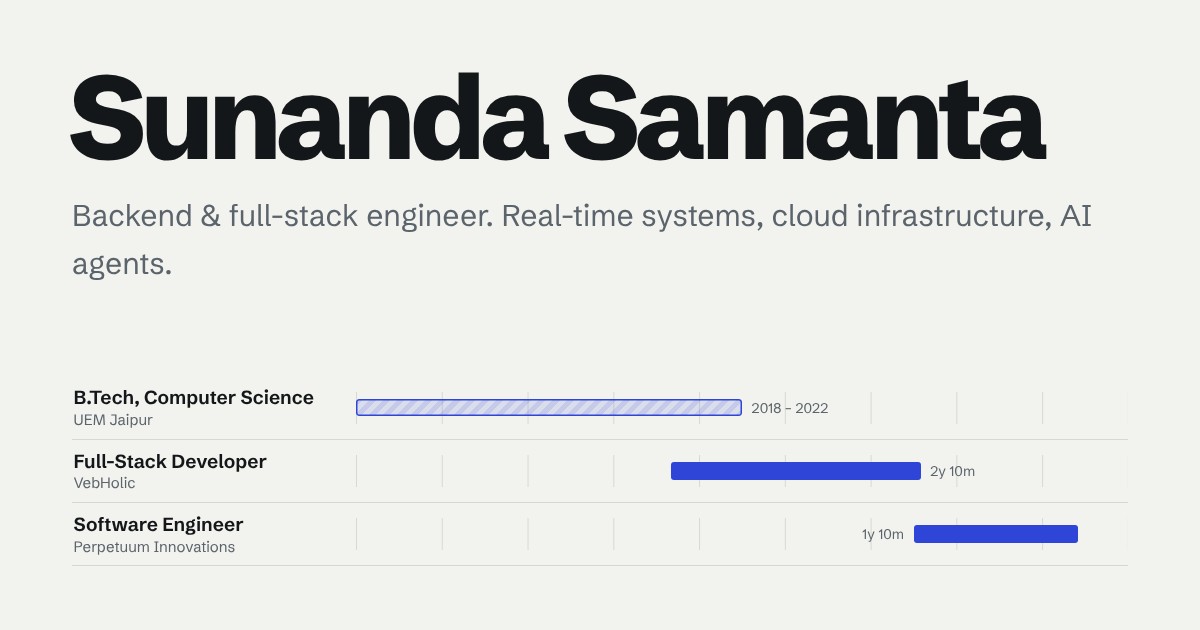 Sunanda Samanta
Backend & full-stack engineer. Real-time systems, cloud infrastructure, AI
agents.
B.Tech, Computer Science
UEM Jaipur
2018 – 2022
Full-Stack Developer
VebHolic
2y 10m
Software Engineer
Perpetuum Innovations
1y 10m